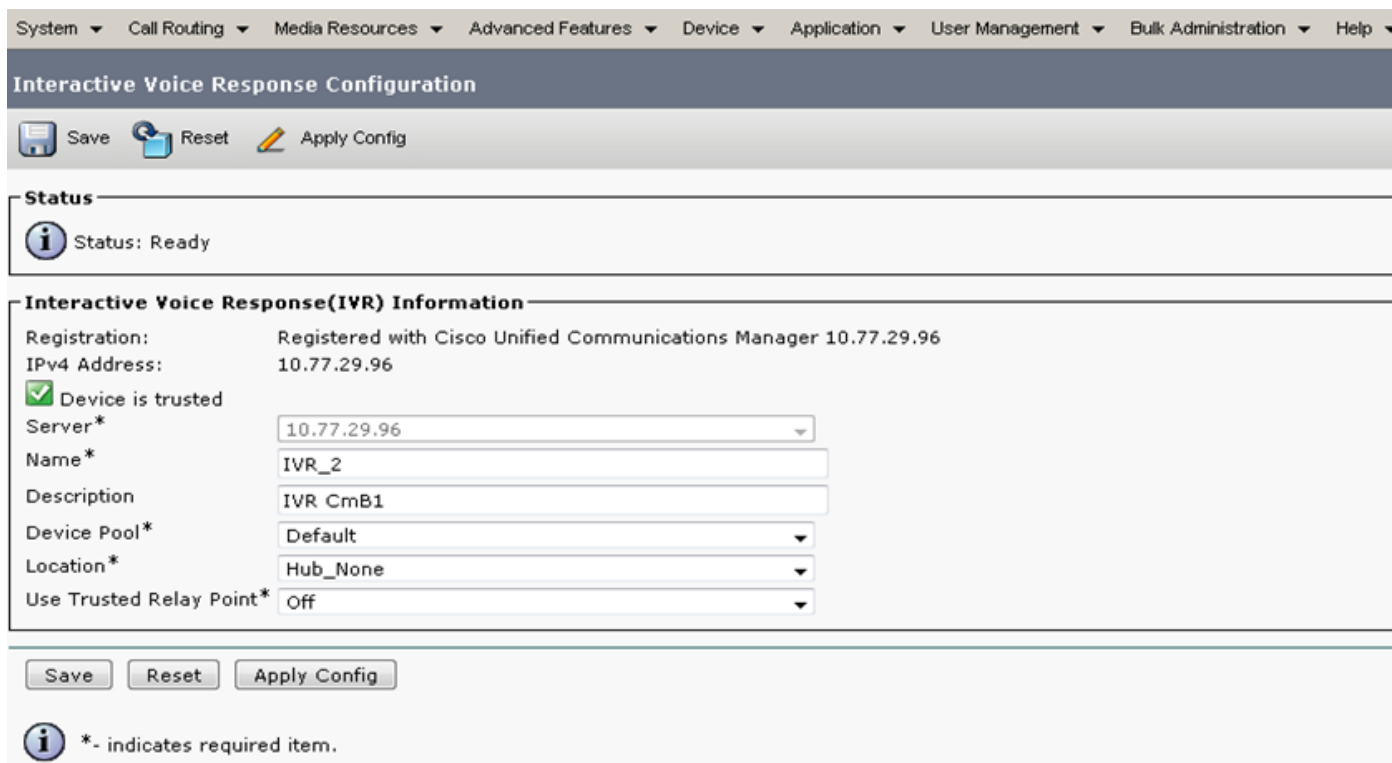 System Call Routing Media Resources Advanced Features Device Application User Management Bulk Administration Help
Interactive Voice Response Configuration
Save Reset Apply Config
Status
Status: Ready
Interactive Voice Response(IVR) Information
Registration: Registered with Cisco Unified Communications Manager 10.77.29.96
IPv4 Address: 10.77.29.96
Device is trusted
Server* 10.77.29.96
Name* IVR_2
Description IVR CmB1
Device Pool* Default
Location* Hub_None
Use Trusted Relay Point* Off
Save Reset Apply Config
*- indicates required item.